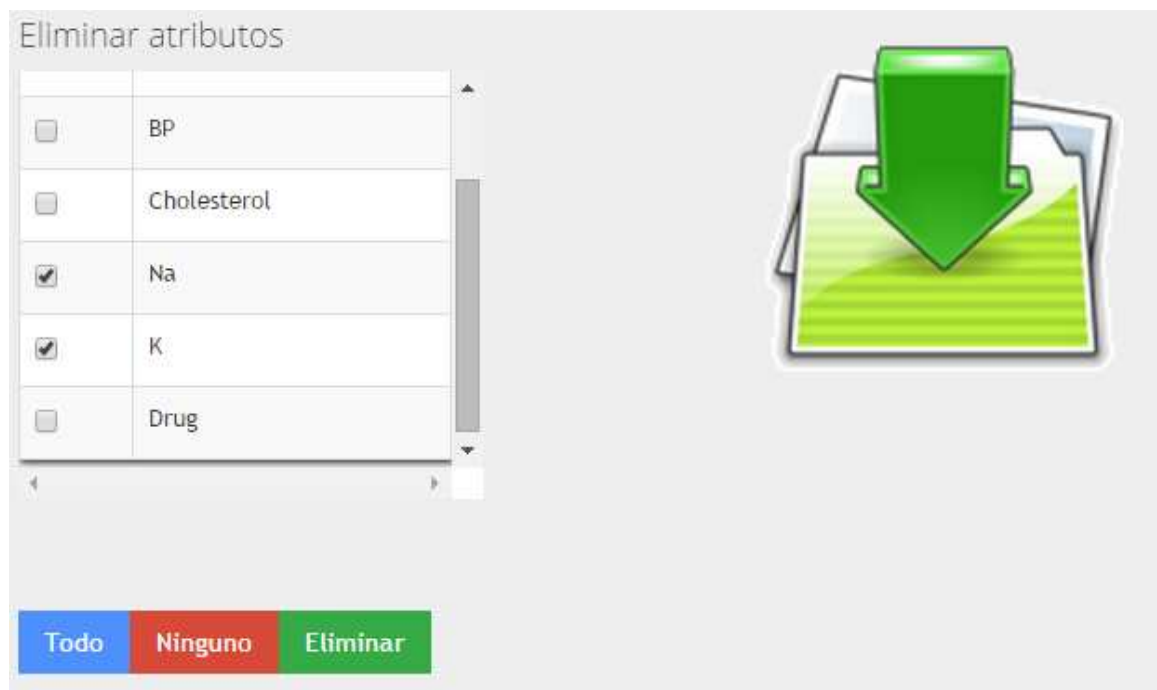 Eliminar atributos
BP
Cholesterol
Na
K
Drug
Todo Ninguno Eliminar